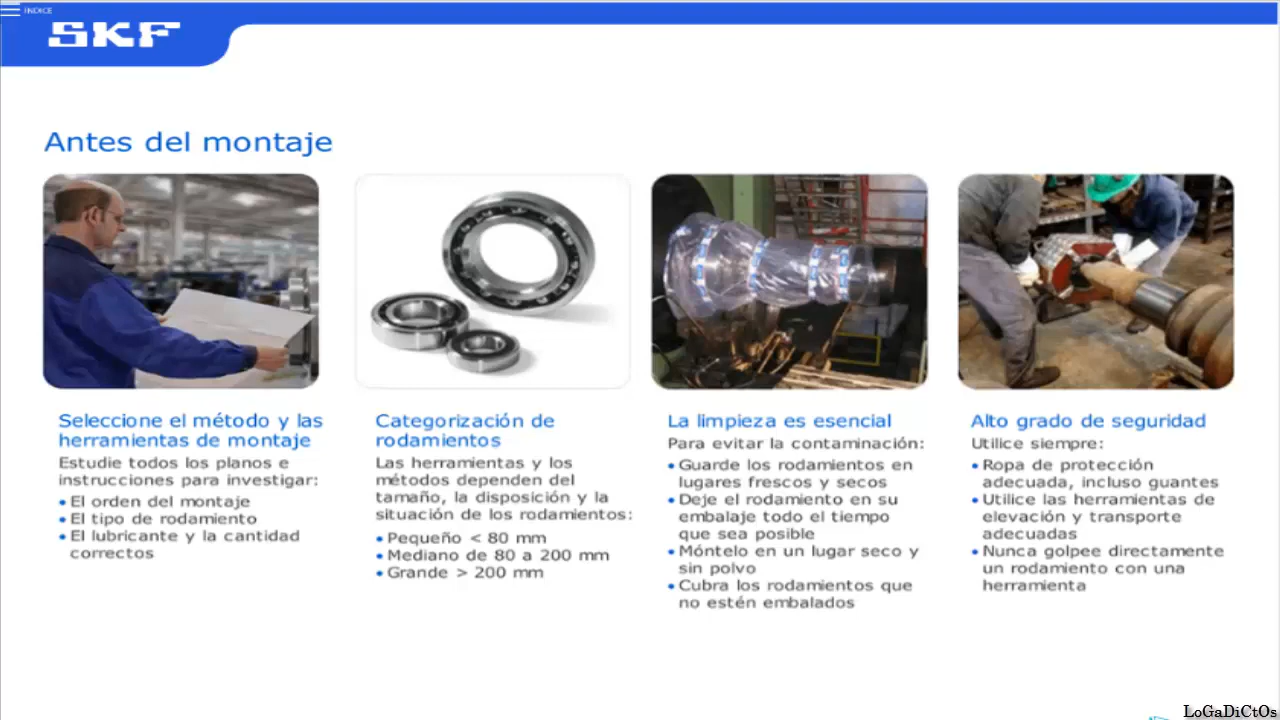 ÍNDICE
SKF
Antes del montaje
Seleccione el método y las
herramientas de montaje
Estudie todos los planos e
instrucciones para investigar:
• El orden del montaje
• El tipo de rodamiento
• El lubricante y la cantidad
correctos
Categorización de
rodamientos
Las herramientas y los
métodos dependen del
tamaño, la disposición y la
situación de los rodamientos:
• Pequeño < 80 mm
• Mediano de 80 a 200 mm
• Grande > 200 mm
La limpieza es esencial
Para evitar la contaminación:
• Guarde los rodamientos en
lugares frescos y secos
• Deje el rodamiento en su
embalaje todo el tiempo
que sea posible
• Móntelo en un lugar seco y
sin polvo
• Cubra los rodamientos que
no estén embalados
Alto grado de seguridad
Utilice siempre:
• Ropa de protección
adecuada, incluso guantes
• Utilice las herramientas de
elevación y transporte
adecuadas
• Nunca golpee directamente
un rodamiento con una
herramienta
LoGaDiCtOs